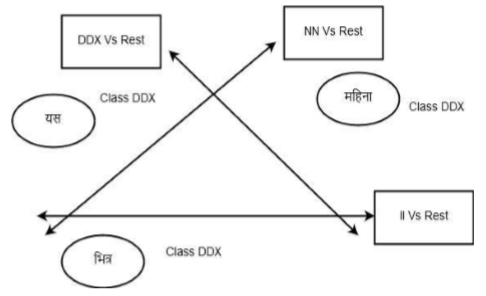 DDX Vs Rest
NN Vs Rest
Class DDX
यस
महिना
Class DDX
II Vs Rest
भित्र
Class DDX